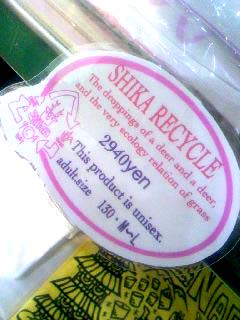 SHIKA RECYCLE
The droppings of a deer and a deer,
and the very ecology relation of grass
2940yen
This product is unisex.
adult.size 130・M～L